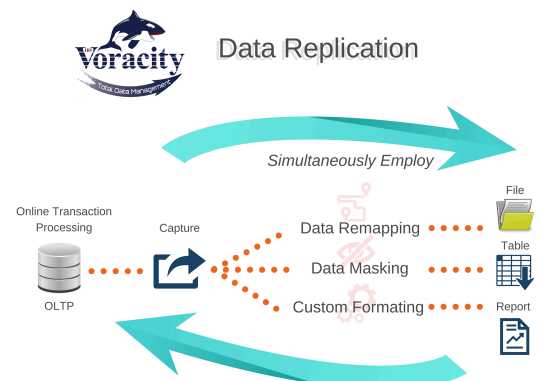 IRI
Voracity
Total Data Management
Data Replication
Simultaneously Employ
Online Transaction
Processing
OLTP
Capture
Data Remapping
Data Masking
Custom Formating
File
Table
Report